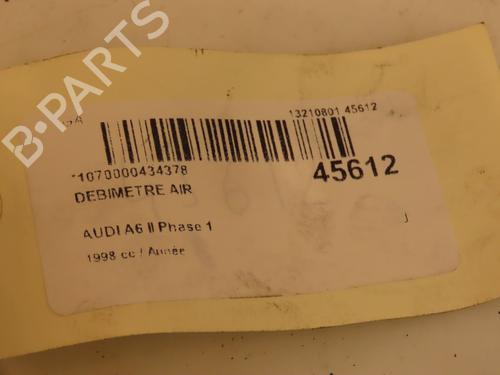 B-PARTS
13210801 45612
*1070000434378
45612
DEBIMETRE AIR
AUDI A6 II Phase 1
1998 cc / Année